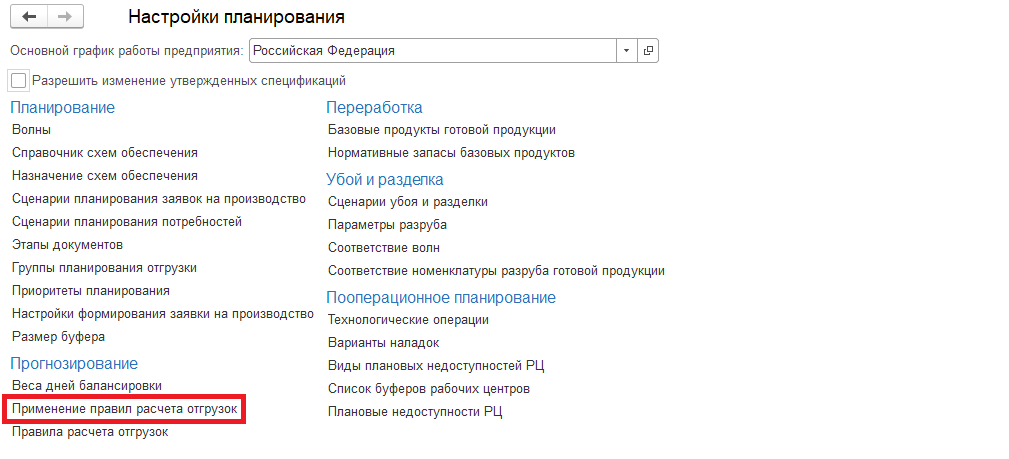 Настройки планирования
Основной график работы предприятия: Российская Федерация
Разрешить изменение утвержденных спецификаций
Планирование
Волны
Справочник схем обеспечения
Назначение схем обеспечения
Сценарии планирования заявок на производство
Сценарии планирования потребностей
Этапы документов
Группы планирования отгрузки
Приоритеты планирования
Настройки формирования заявки на производство
Размер буфера
Прогнозирование
Веса дней балансировки
Применение правил расчета отгрузок
Правила расчета отгрузок
Переработка
Базовые продукты готовой продукции
Нормативные запасы базовых продуктов
Убой и разделка
Сценарии убоя и разделки
Параметры разруба
Соответствие волн
Соответствие номенклатуры разруба готовой продукции
Пооперационное планирование
Технологические операции
Варианты наладок
Виды плановых недоступностей РЦ
Список буферов рабочих центров
Плановые недоступности РЦ